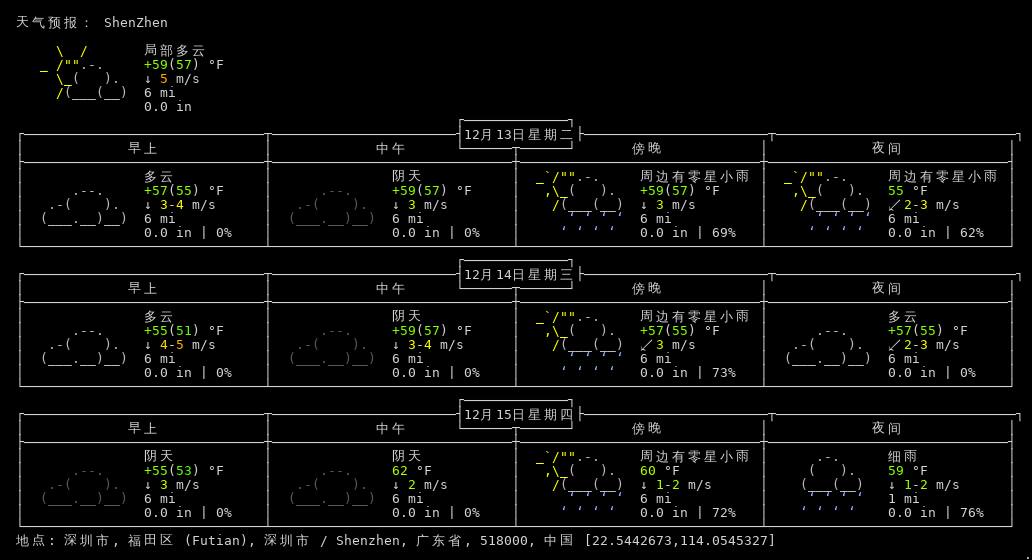 天气预报: ShenZhen
局部多云
+59(57) °F
↓ 5 m/s
6 mi
0.0 in
12月13日星期二
早上 中午 傍晚 夜间
多云 阴天 周边有零星小雨 周边有零星小雨
+57(55) °F +59(57) °F +59(57) °F 55 °F
↓ 3-4 m/s ↓ 3 m/s ↓ 3 m/s ↙ 2-3 m/s
6 mi 6 mi 6 mi 6 mi
0.0 in | 0% 0.0 in | 0% 0.0 in | 69% 0.0 in | 62%
12月14日星期三
早上 中午 傍晚 夜间
多云 阴天 周边有零星小雨 多云
+55(51) °F +59(57) °F +57(55) °F +57(55) °F
↓ 4-5 m/s ↓ 3-4 m/s ↙ 3 m/s ↙ 2-3 m/s
6 mi 6 mi 6 mi 6 mi
0.0 in | 0% 0.0 in | 0% 0.0 in | 73% 0.0 in | 0%
12月15日星期四
早上 中午 傍晚 夜间
阴天 阴天 周边有零星小雨 细雨
+55(53) °F 62 °F 60 °F 59 °F
↓ 3 m/s ↓ 2 m/s ↓ 1-2 m/s ↓ 1-2 m/s
6 mi 6 mi 6 mi 1 mi
0.0 in | 0% 0.0 in | 0% 0.0 in | 72% 0.0 in | 76%
地点: 深圳市, 福田区 (Futian), 深圳市 / Shenzhen, 广东省, 518000, 中国 [22.5442673,114.0545327]